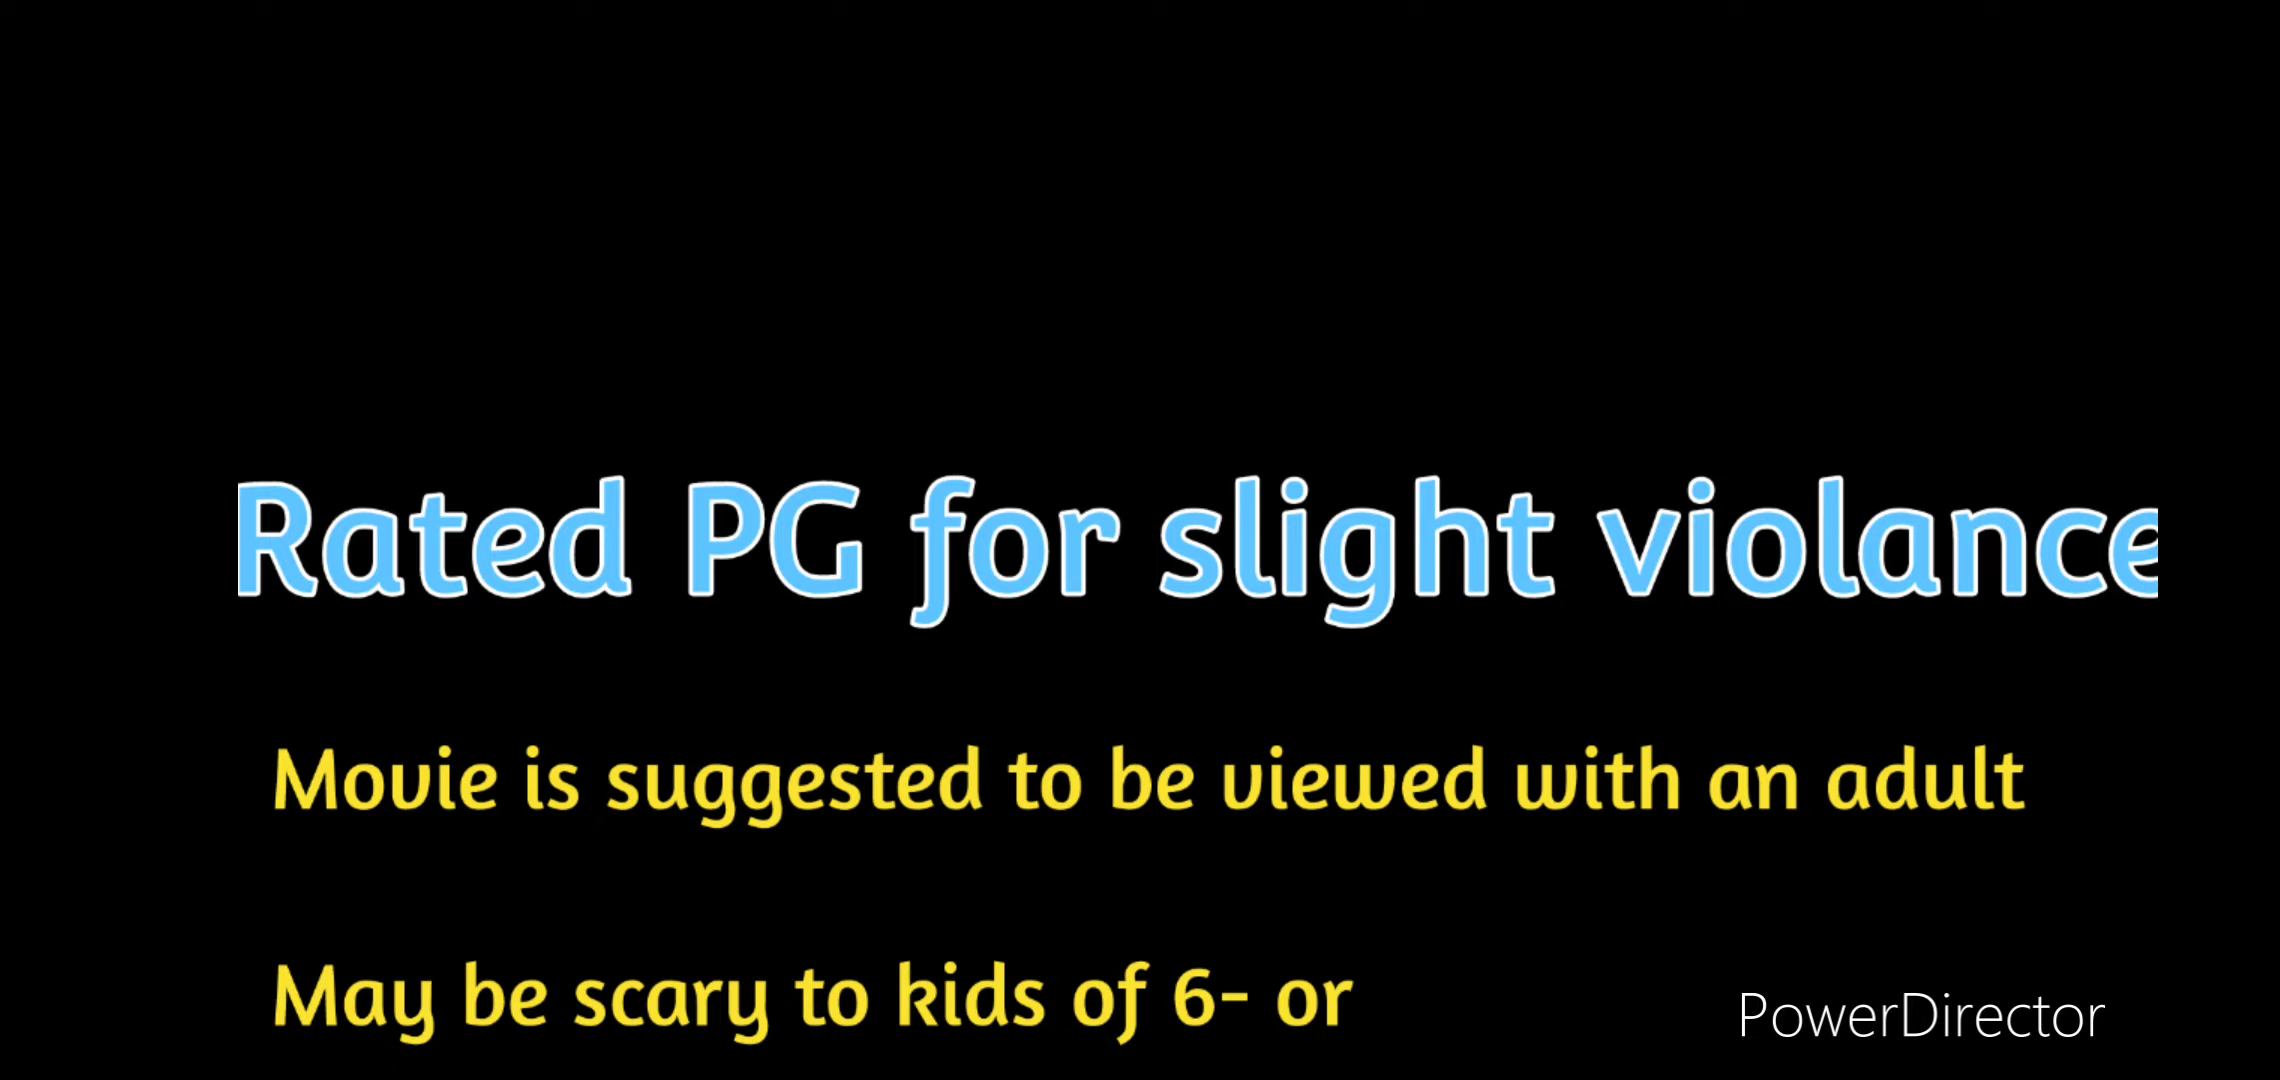 Rated PG for slight violance
Movie is suggested to be viewed with an adult
May be scary to kids of 6- or
PowerDirector